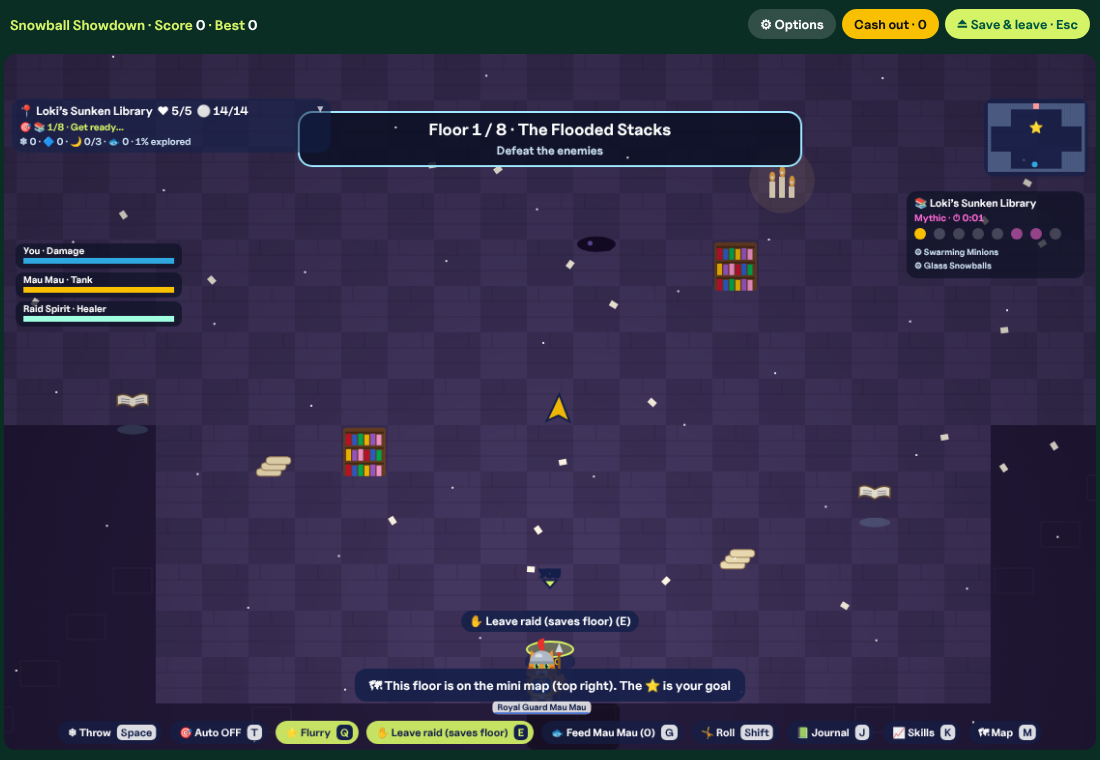 Snowball Showdown · Score 0 · Best 0
⚙ Options
Cash out · 0
⏏ Save & leave · Esc
📍 Loki's Sunken Library ❤ 5/5 ⚪ 14/14 ▼
🎯 📚 1/8 · Get ready...
❄ 0 · 🔷 0 · 🌙 0/3 · 🐟 0 · 1% explored
Floor 1 / 8 · The Flooded Stacks
Defeat the enemies
📚 Loki's Sunken Library
Mythic · ⏱ 0:01
⚙ Swarming Minions
⚙ Glass Snowballs
You · Damage
Mau Mau · Tank
Raid Spirit · Healer
✋ Leave raid (saves floor) (E)
🗺 This floor is on the mini map (top right). The ⭐ is your goal
Royal Guard Mau Mau
❄ Throw Space
🎯 Auto OFF T
🌟 Flurry Q
✋ Leave raid (saves floor) E
🐟 Feed Mau Mau (0) G
🤸 Roll Shift
📗 Journal J
📈 Skills K
🗺 Map M